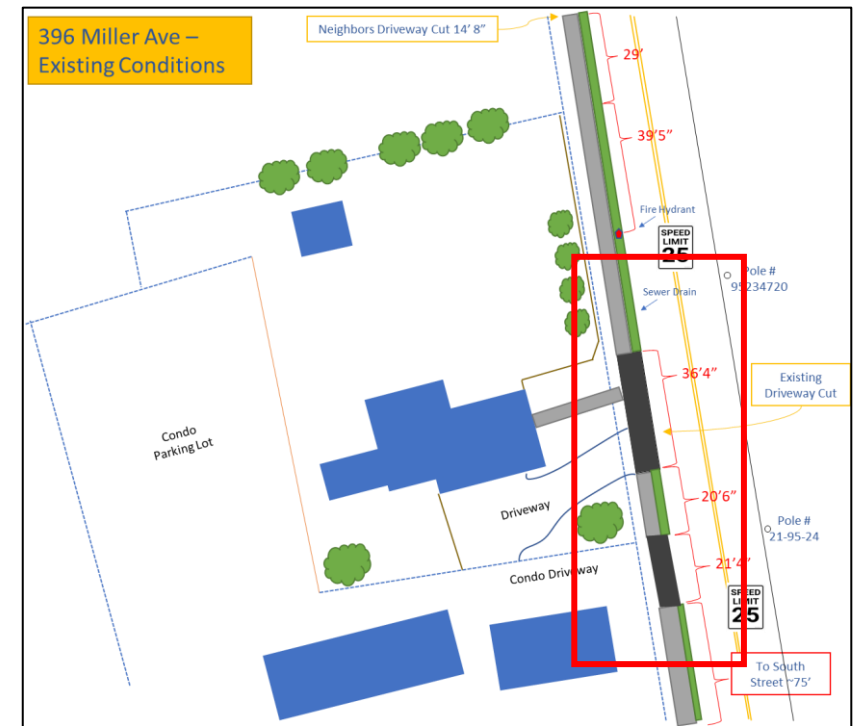 396 Miller Ave –
Existing Conditions
Neighbors Driveway Cut 14' 8"
29'
39'5"
Fire Hydrant
SPEED
LIMIT
25
Pole #
95234720
Sewer Drain
36'4"
Existing
Driveway Cut
Condo
Parking Lot
20'6"
Driveway
Pole #
21-95-24
21'4"
Condo Driveway
SPEED
LIMIT
25
To South
Street ~75'